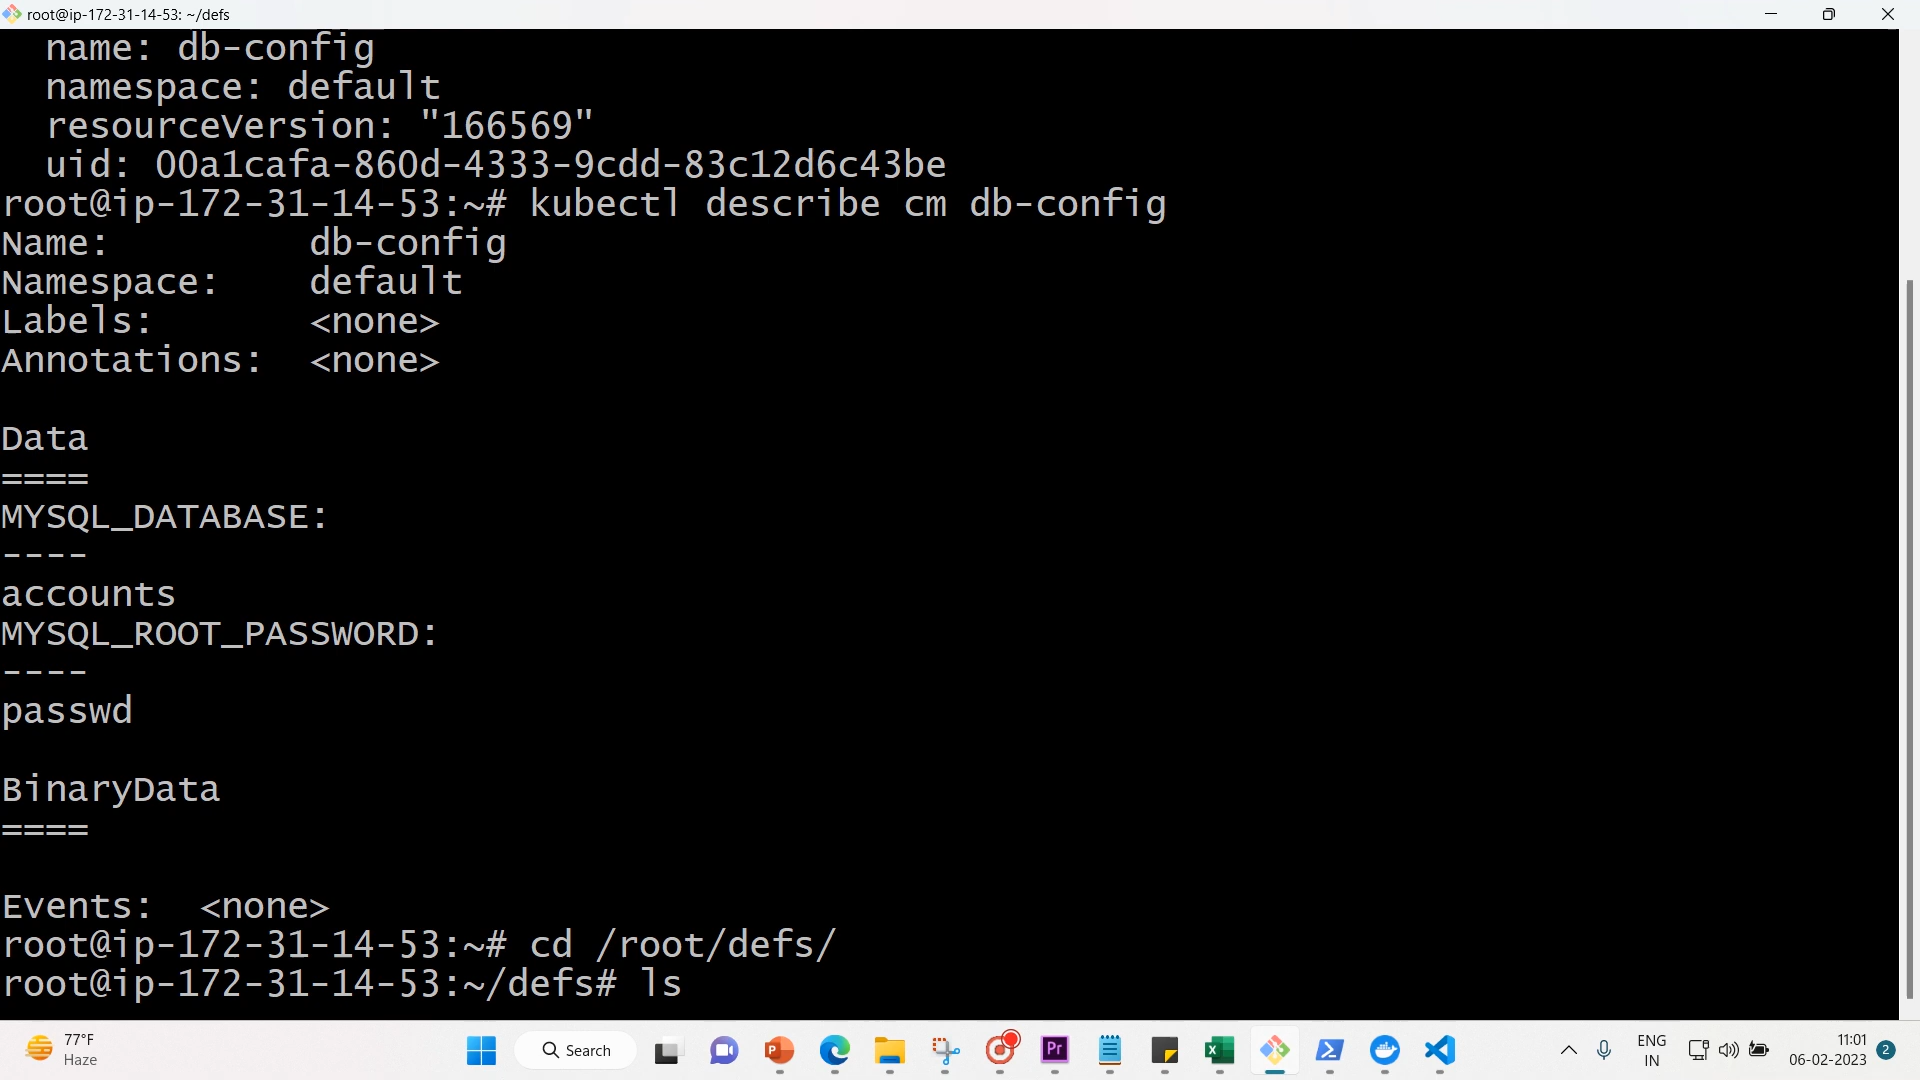 root@ip-172-31-14-53: ~/defs
name: db-config
namespace: default
resourceVersion: "166569"
uid: 00a1cafa-860d-4333-9cdd-83c12d6c43be
root@ip-172-31-14-53:~# kubectl describe cm db-config
Name:         db-config
Namespace:    default
Labels:       <none>
Annotations:  <none>
Data
====
MYSQL_DATABASE:
----
accounts
MYSQL_ROOT_PASSWORD:
----
passwd
BinaryData
====
Events:  <none>
root@ip-172-31-14-53:~# cd /root/defs/
root@ip-172-31-14-53:~/defs# ls
77°F
Haze
Search
P
Pr
X
ENG
IN
11:01
06-02-2023
2